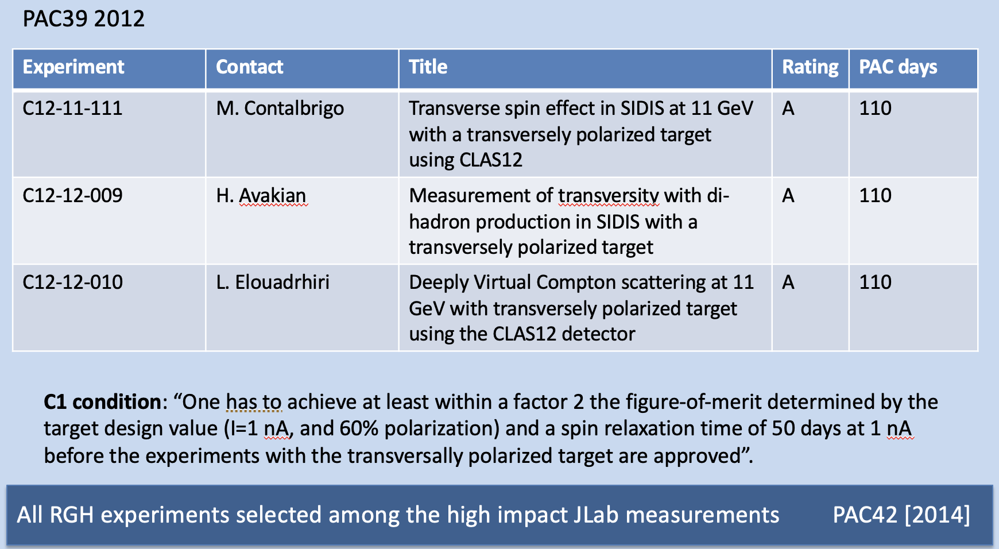 PAC39 2012
Experiment Contact Title Rating PAC days
C12-11-111 M. Contalbrigo Transverse spin effect in SIDIS at 11 GeV A 110
with a transversely polarized target
using CLAS12
C12-12-009 H. Avakian Measurement of transversity with di- A 110
hadron production in SIDIS with a
transversely polarized target
C12-12-010 L. Elouadrhiri Deeply Virtual Compton scattering at 11 A 110
GeV with transversely polarized target
using the CLAS12 detector
C1 condition: “One has to achieve at least within a factor 2 the figure-of-merit determined by the
target design value (I=1 nA, and 60% polarization) and a spin relaxation time of 50 days at 1 nA
before the experiments with the transversally polarized target are approved”.
All RGH experiments selected among the high impact JLab measurements PAC42 [2014]